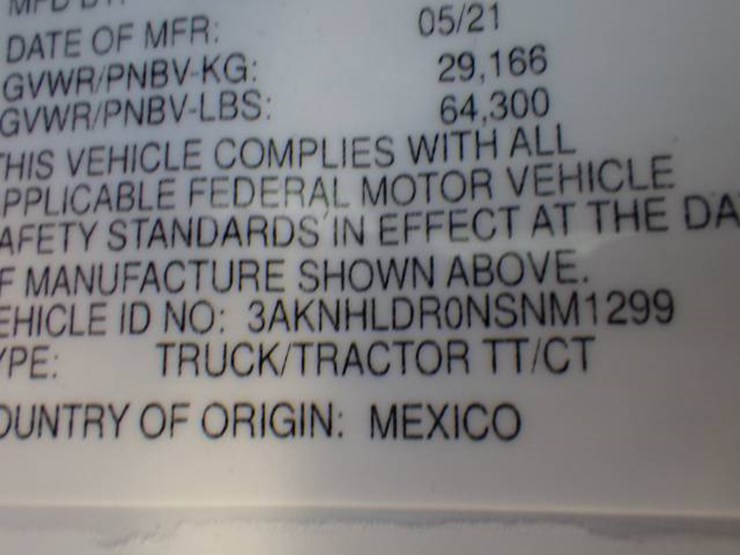 DATE OF MFR: 05/21
GVWR/PNBV-KG: 29,166
GVWR/PNBV-LBS: 64,300
HIS VEHICLE COMPLIES WITH ALL
PPLICABLE FEDERAL MOTOR VEHICLE
AFETY STANDARDS IN EFFECT AT THE DA
F MANUFACTURE SHOWN ABOVE.
EHICLE ID NO: 3AKNHLDR0NSNM1299
YPE: TRUCK/TRACTOR TT/CT
OUNTRY OF ORIGIN: MEXICO